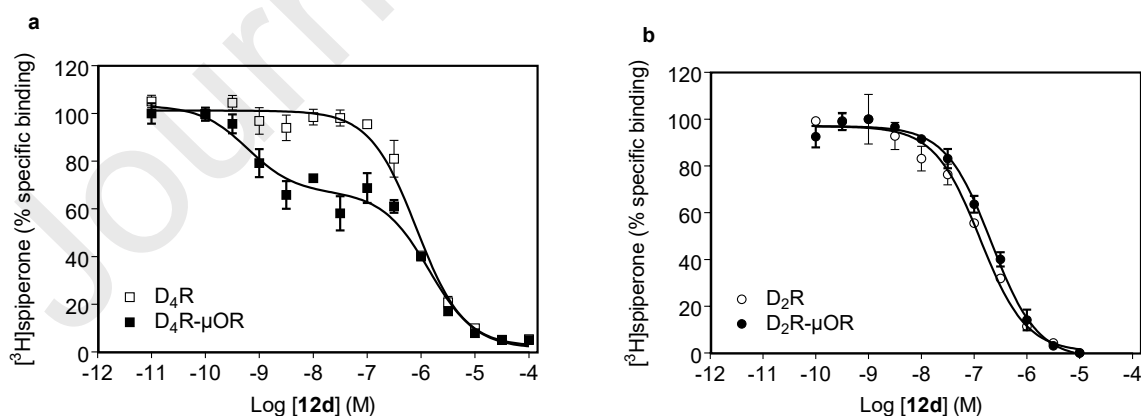 a
[³H]spiperone (% specific binding)
120
100
80
60
40
20
0
D₄R
D₄R-μOR
-12 -11 -10 -9 -8 -7 -6 -5 -4
Log [12d] (M)
b
[³H]spiperone (% specific binding)
120
100
80
60
40
20
0
D₂R
D₂R-μOR
-12 -11 -10 -9 -8 -7 -6 -5 -4
Log [12d] (M)
Journ